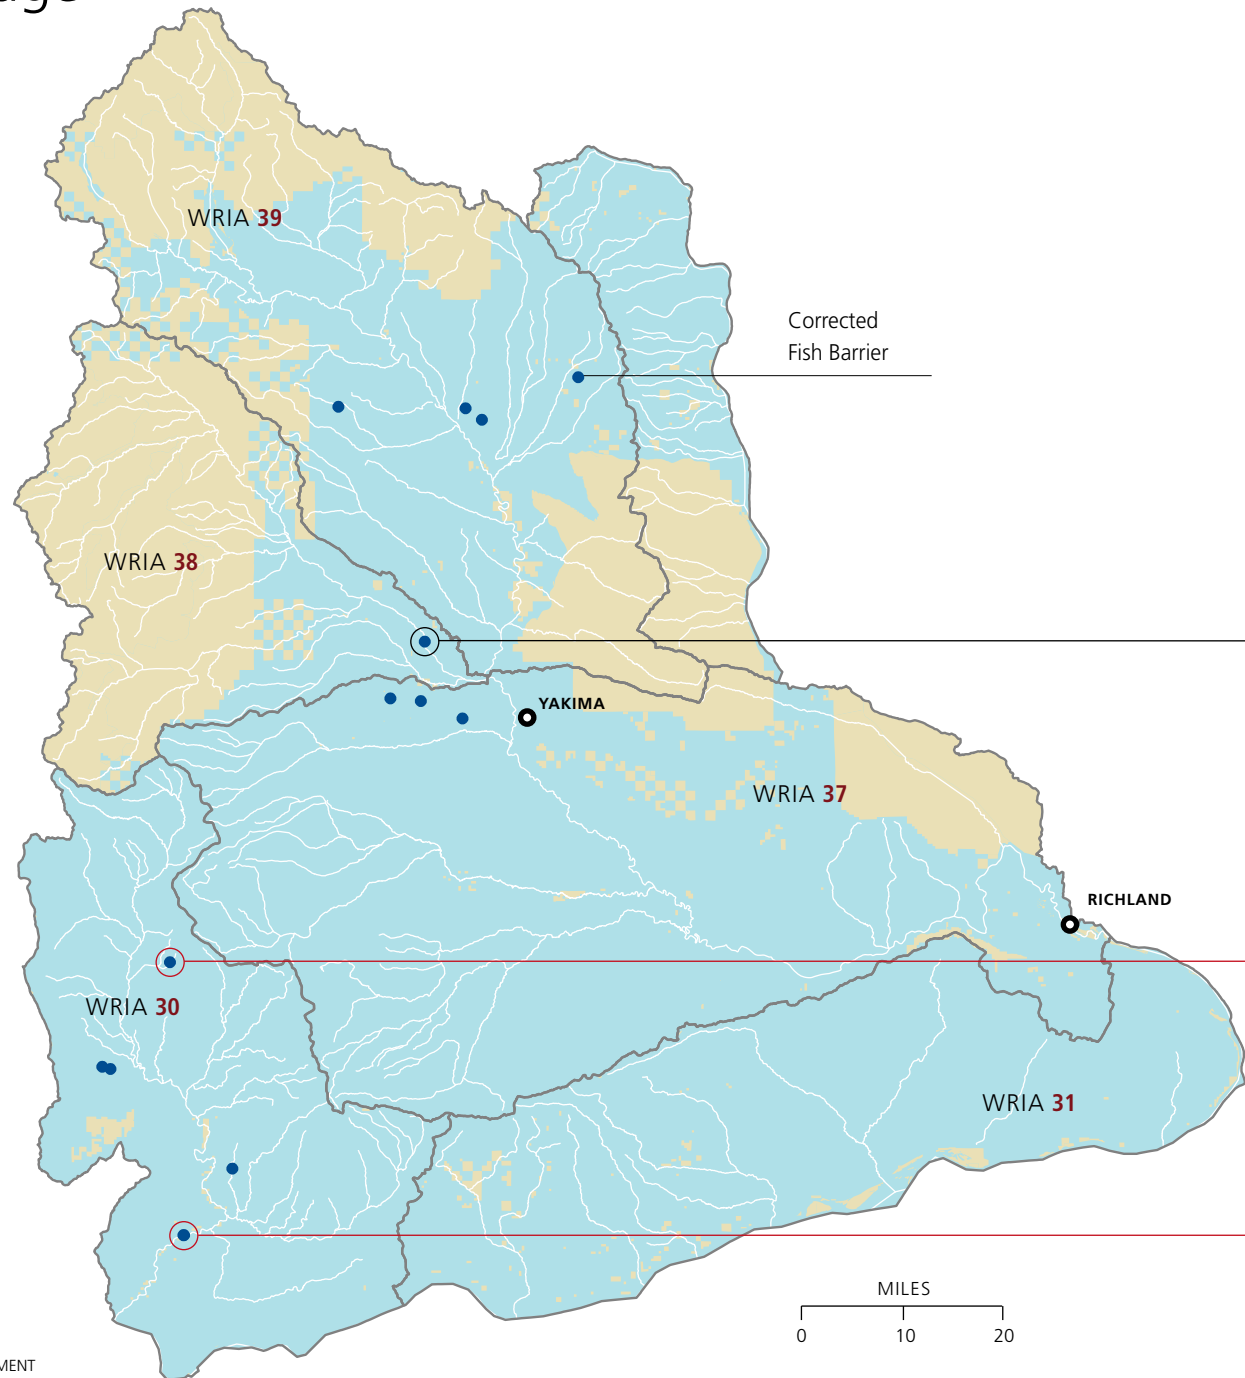 WRIA 39
Corrected
Fish Barrier
WRIA 38
YAKIMA
WRIA 37
RICHLAND
WRIA 30
WRIA 31
MILES
0 10 20